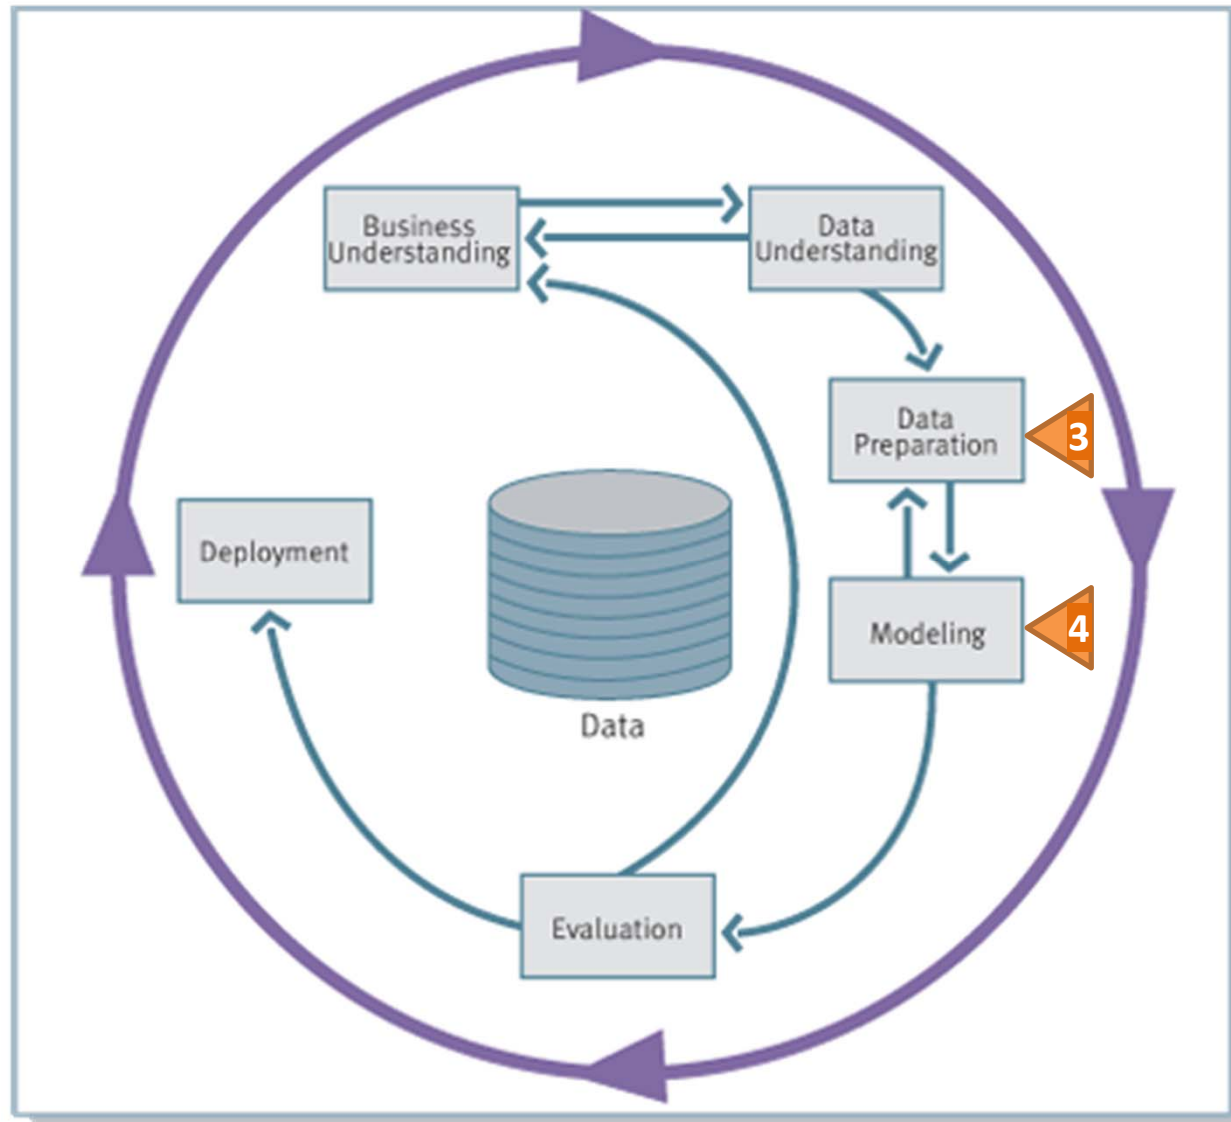 Business
Understanding
Data
Understanding
Data
Preparation
3
Deployment
Modeling
4
Data
Evaluation